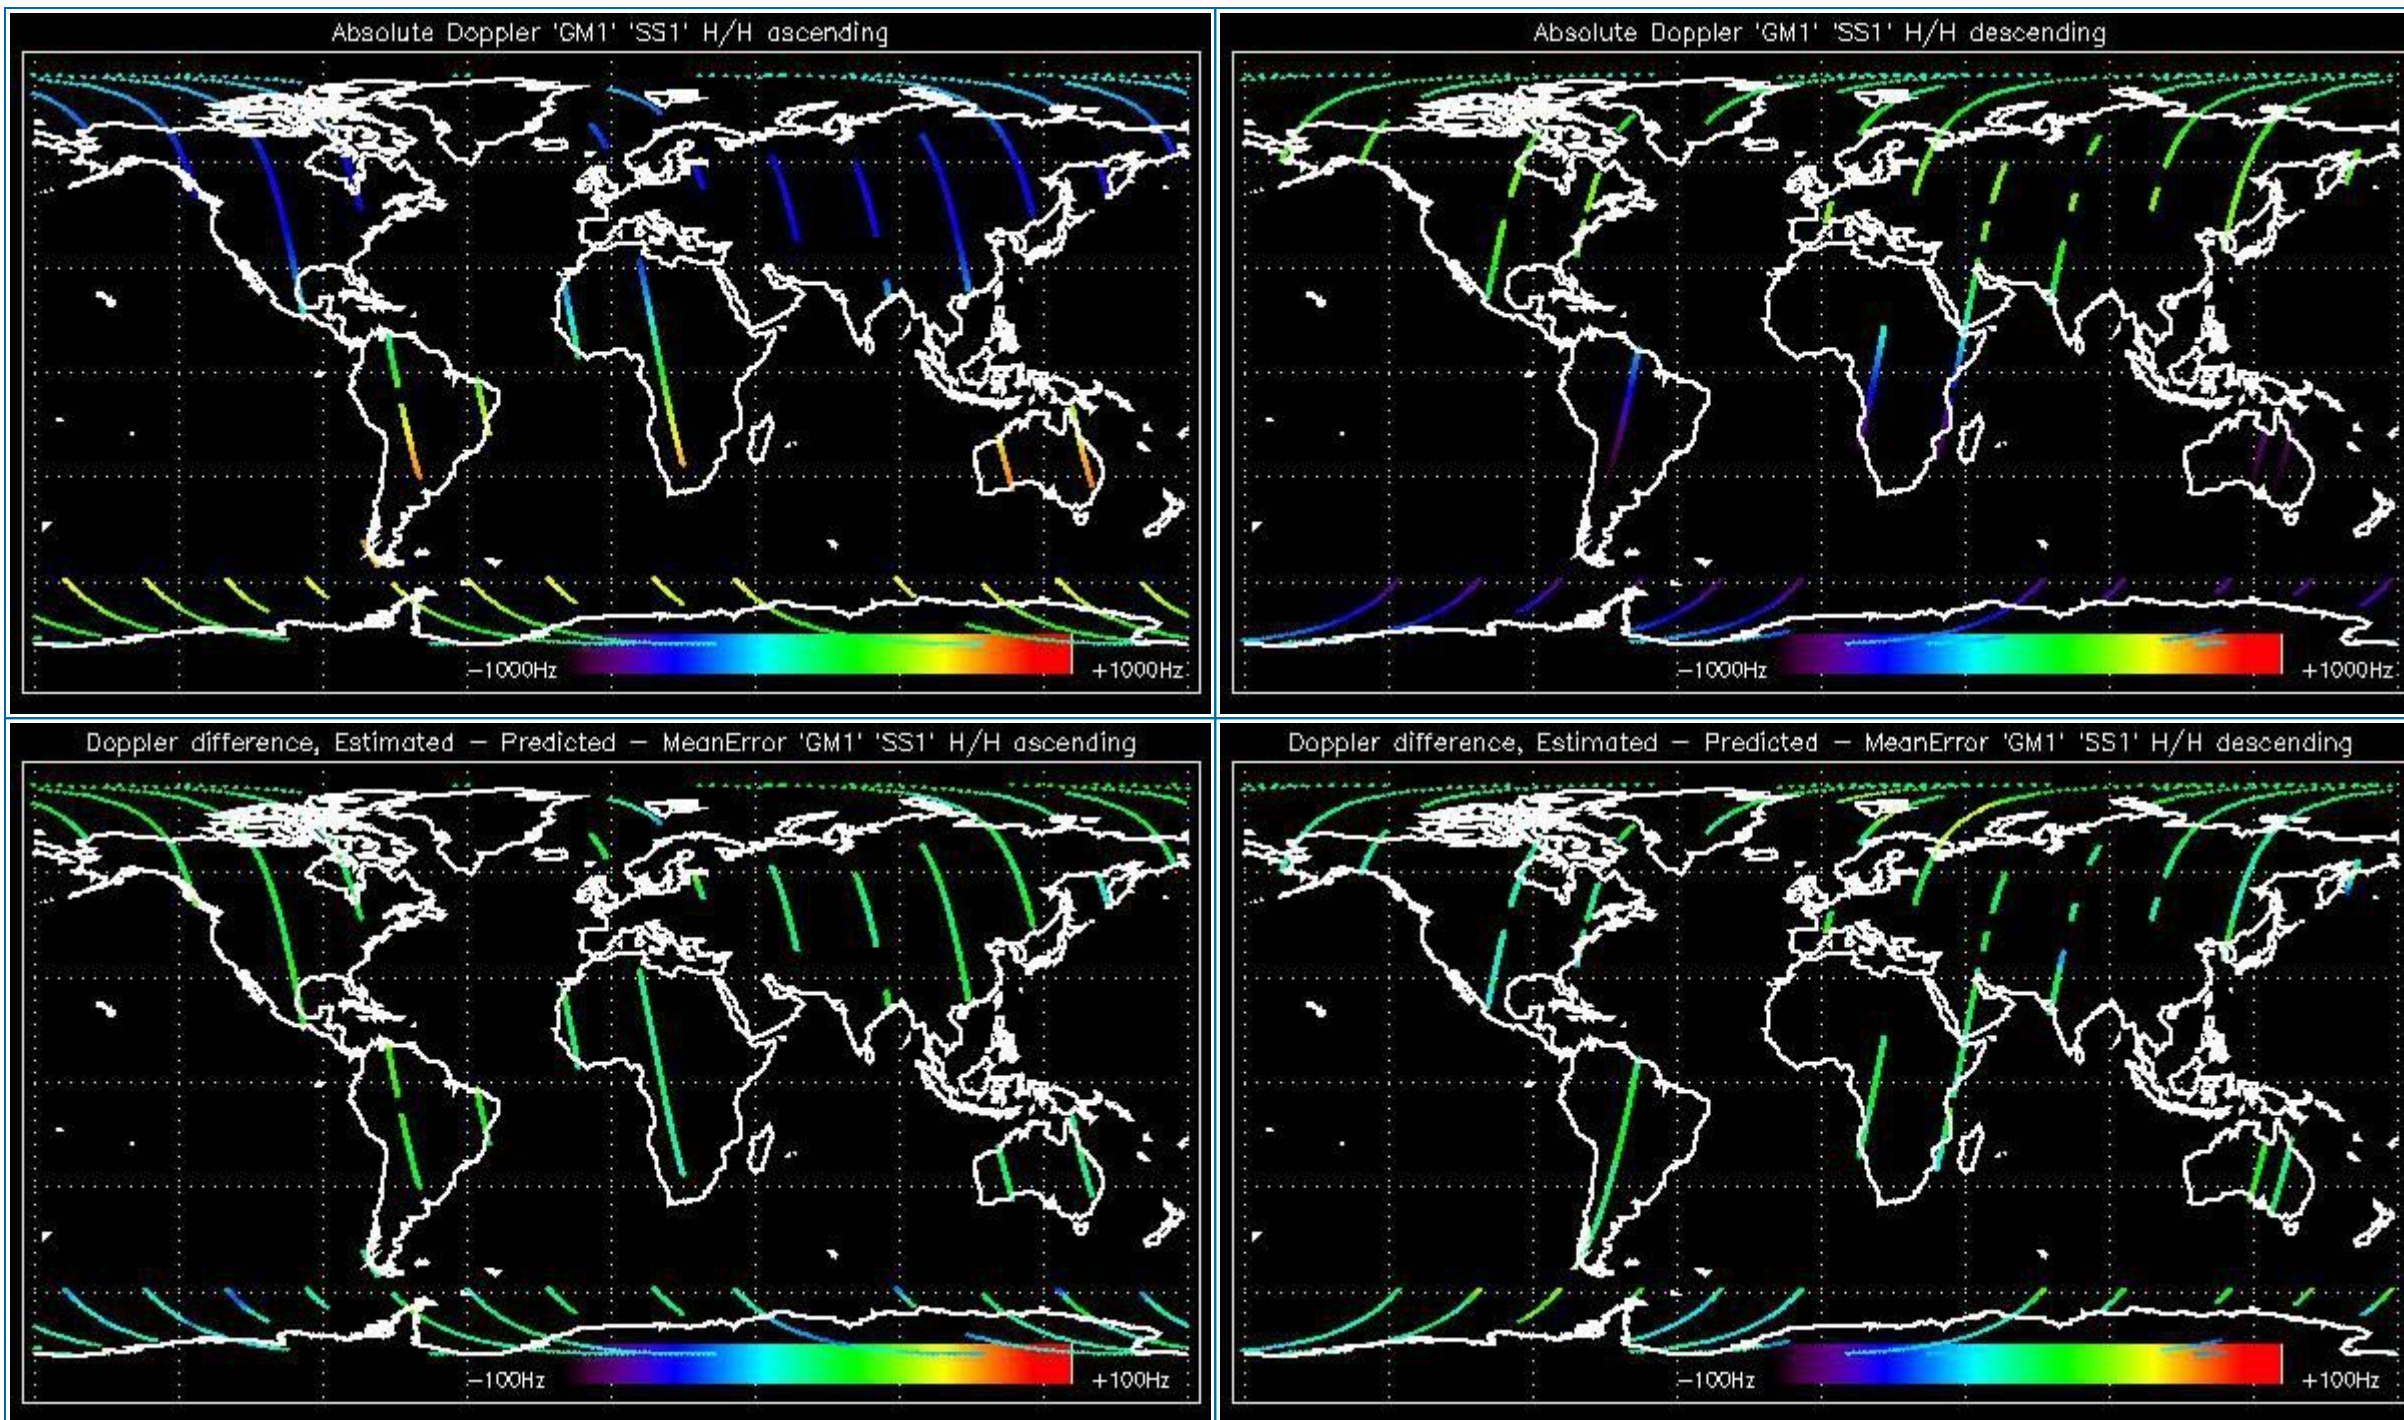 Absolute Doppler 'GM1' 'SS1' H/H ascending
-1000Hz
+1000Hz
Absolute Doppler 'GM1' 'SS1' H/H descending
-1000Hz
+1000Hz
Doppler difference, Estimated - Predicted - MeanError 'GM1' 'SS1' H/H ascending
-100Hz
+100Hz
Doppler difference, Estimated - Predicted - MeanError 'GM1' 'SS1' H/H descending
-100Hz
+100Hz